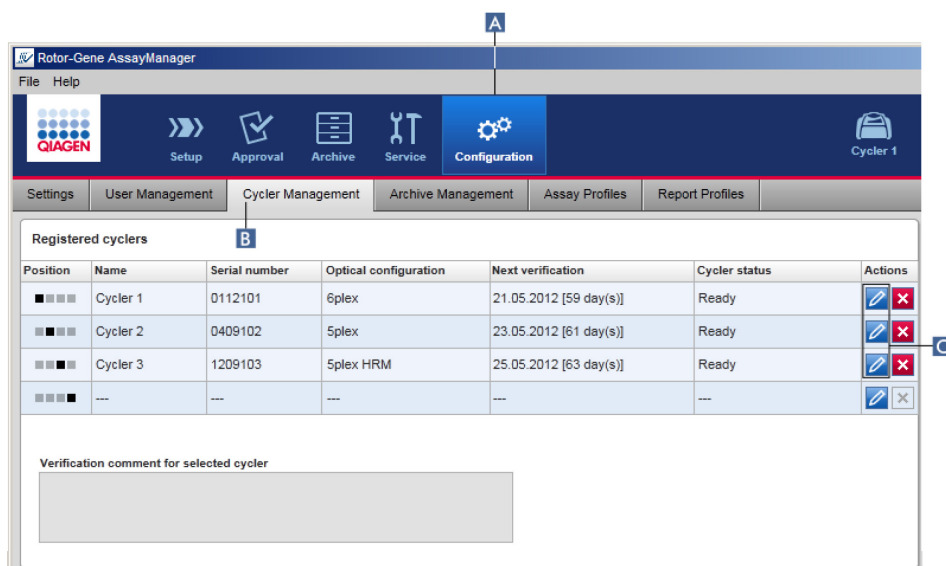 A
Rotor-Gene AssayManager
File Help
QIAGEN
Setup Approval Archive Service Configuration Cycler 1
Settings User Management Cycler Management Archive Management Assay Profiles Report Profiles
B
Registered cyclers
Position Name Serial number Optical configuration Next verification Cycler status Actions
Cycler 1 0112101 6plex 21.05.2012 [59 day(s)] Ready
Cycler 2 0409102 5plex 23.05.2012 [61 day(s)] Ready
C
Cycler 3 1209103 5plex HRM 25.05.2012 [63 day(s)] Ready
--- --- --- --- ---
Verification comment for selected cycler